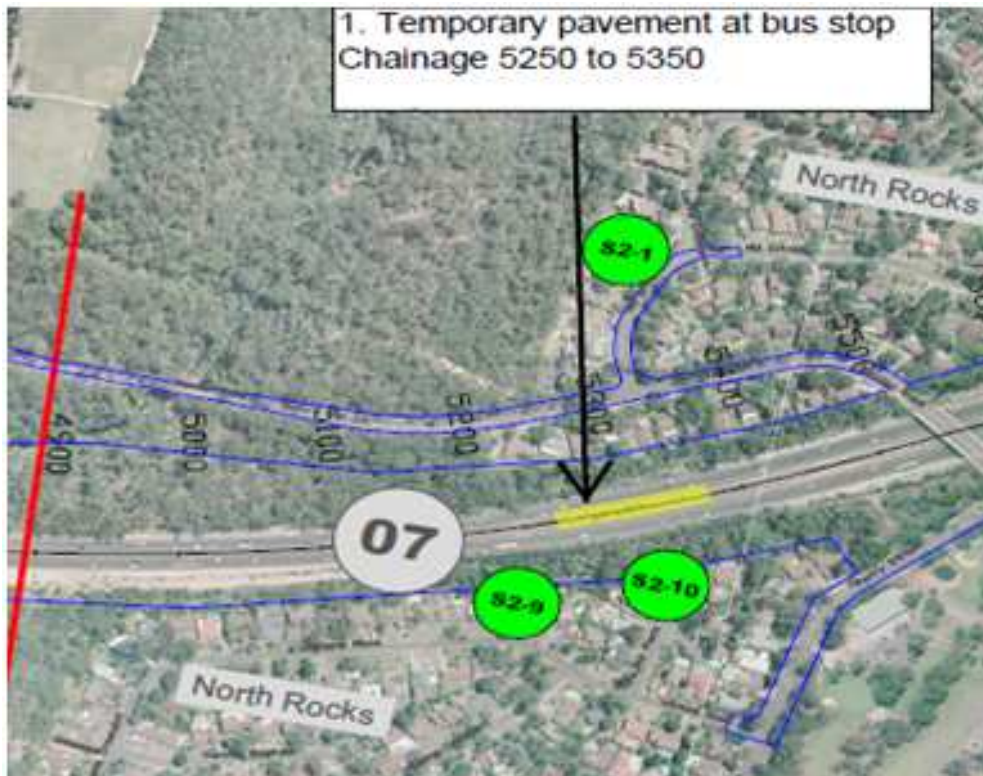 1. Temporary pavement at bus stop
Chainage 5250 to 5350
North Rocks
S2-1
5500
5400
5300
5200
5100
5000
4900
07
S2-9
S2-10
North Rocks